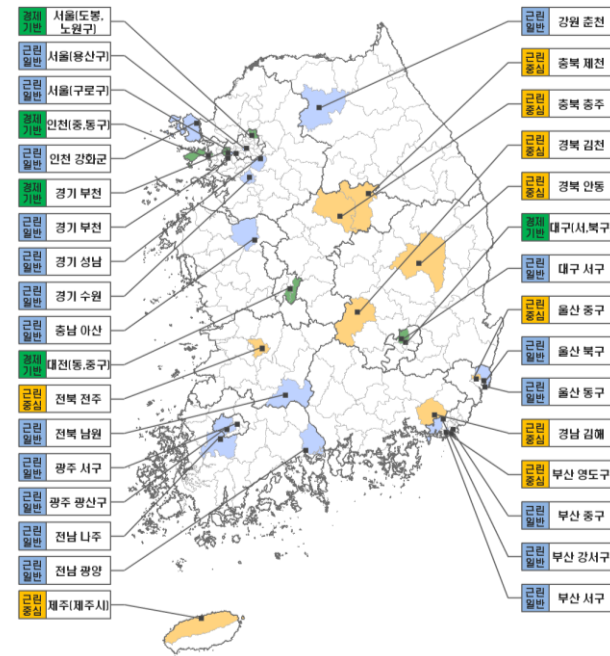 경제
기반
서울(도봉,
노원구)
근린
일반
서울(용산구)
근린
일반
서울(구로구)
경제
기반
인천(중,동구)
근린
일반
인천 강화군
경제
기반
경기 부천
근린
일반
경기 부천
근린
일반
경기 성남
근린
일반
경기 수원
근린
일반
충남 아산
경제
기반
대전(동,중구)
근린
중심
전북 전주
근린
일반
전북 남원
근린
일반
광주 서구
근린
일반
광주 광산구
근린
일반
전남 나주
근린
일반
전남 광양
근린
중심
제주(제주시)
근린
일반
강원 춘천
근린
중심
충북 제천
근린
중심
충북 충주
근린
중심
경북 김천
근린
중심
경북 안동
경제
기반
대구(서,북구)
근린
일반
대구 서구
근린
중심
울산 중구
근린
일반
울산 북구
근린
일반
울산 동구
근린
중심
경남 김해
근린
중심
부산 영도구
근린
일반
부산 중구
근린
일반
부산 강서구
근린
일반
부산 서구